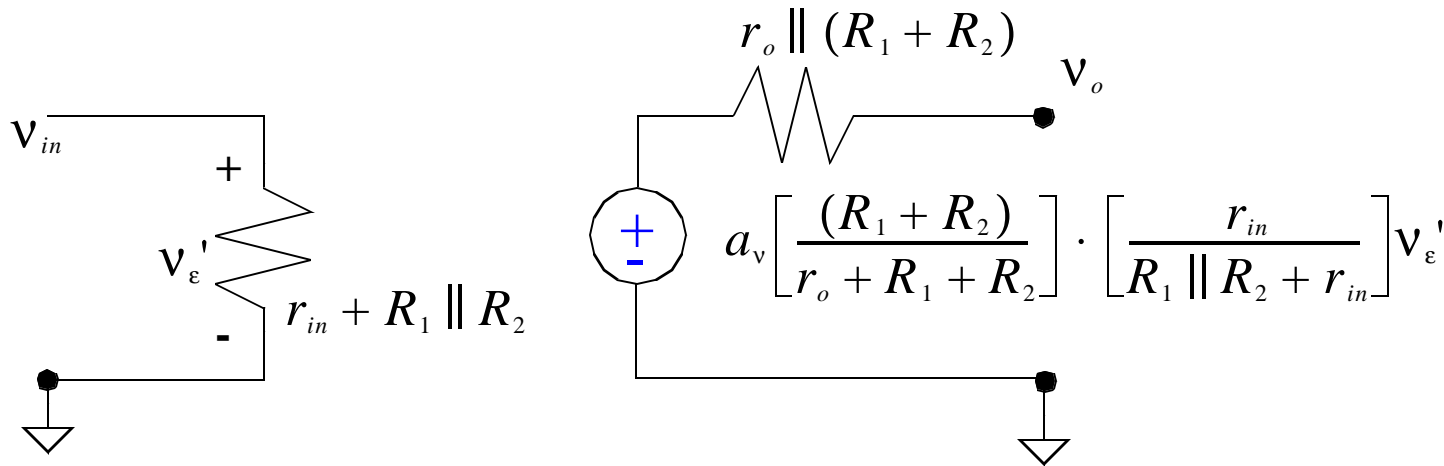 r_o ǁ (R_1 + R_2)
ν_o
ν_in
+
ν_ε'
-
r_in + R_1 ǁ R_2
+
-
a_ν [(R_1 + R_2) / (r_o + R_1 + R_2)] · [r_in / (R_1 ǁ R_2 + r_in)] ν_ε'